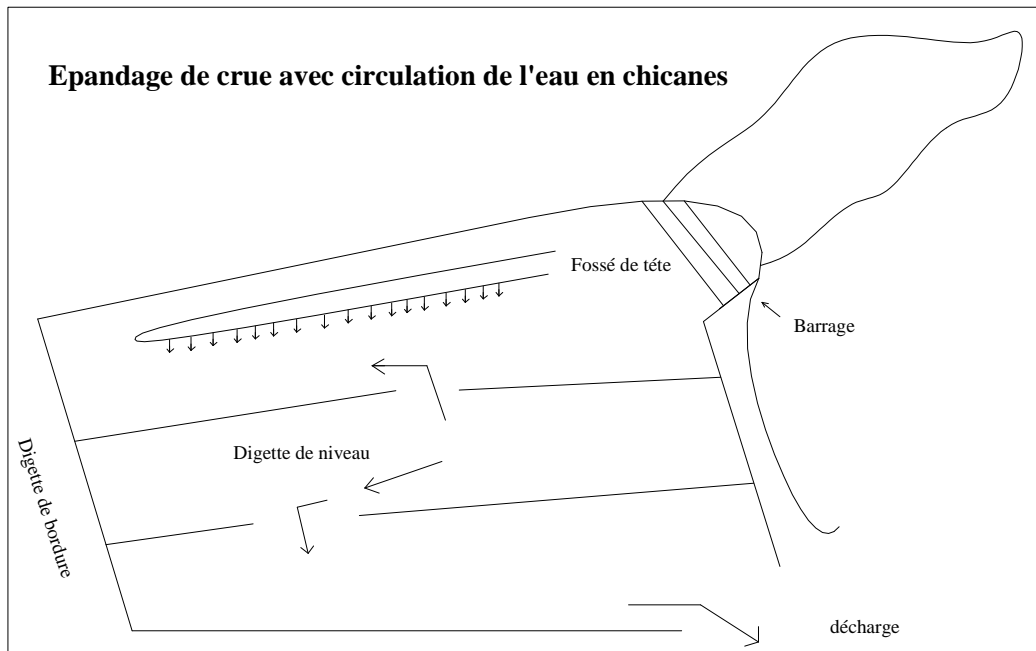 Epandage de crue avec circulation de l'eau en chicanes
Fossé de téte
Barrage
Digette de niveau
Digette de bordure
décharge